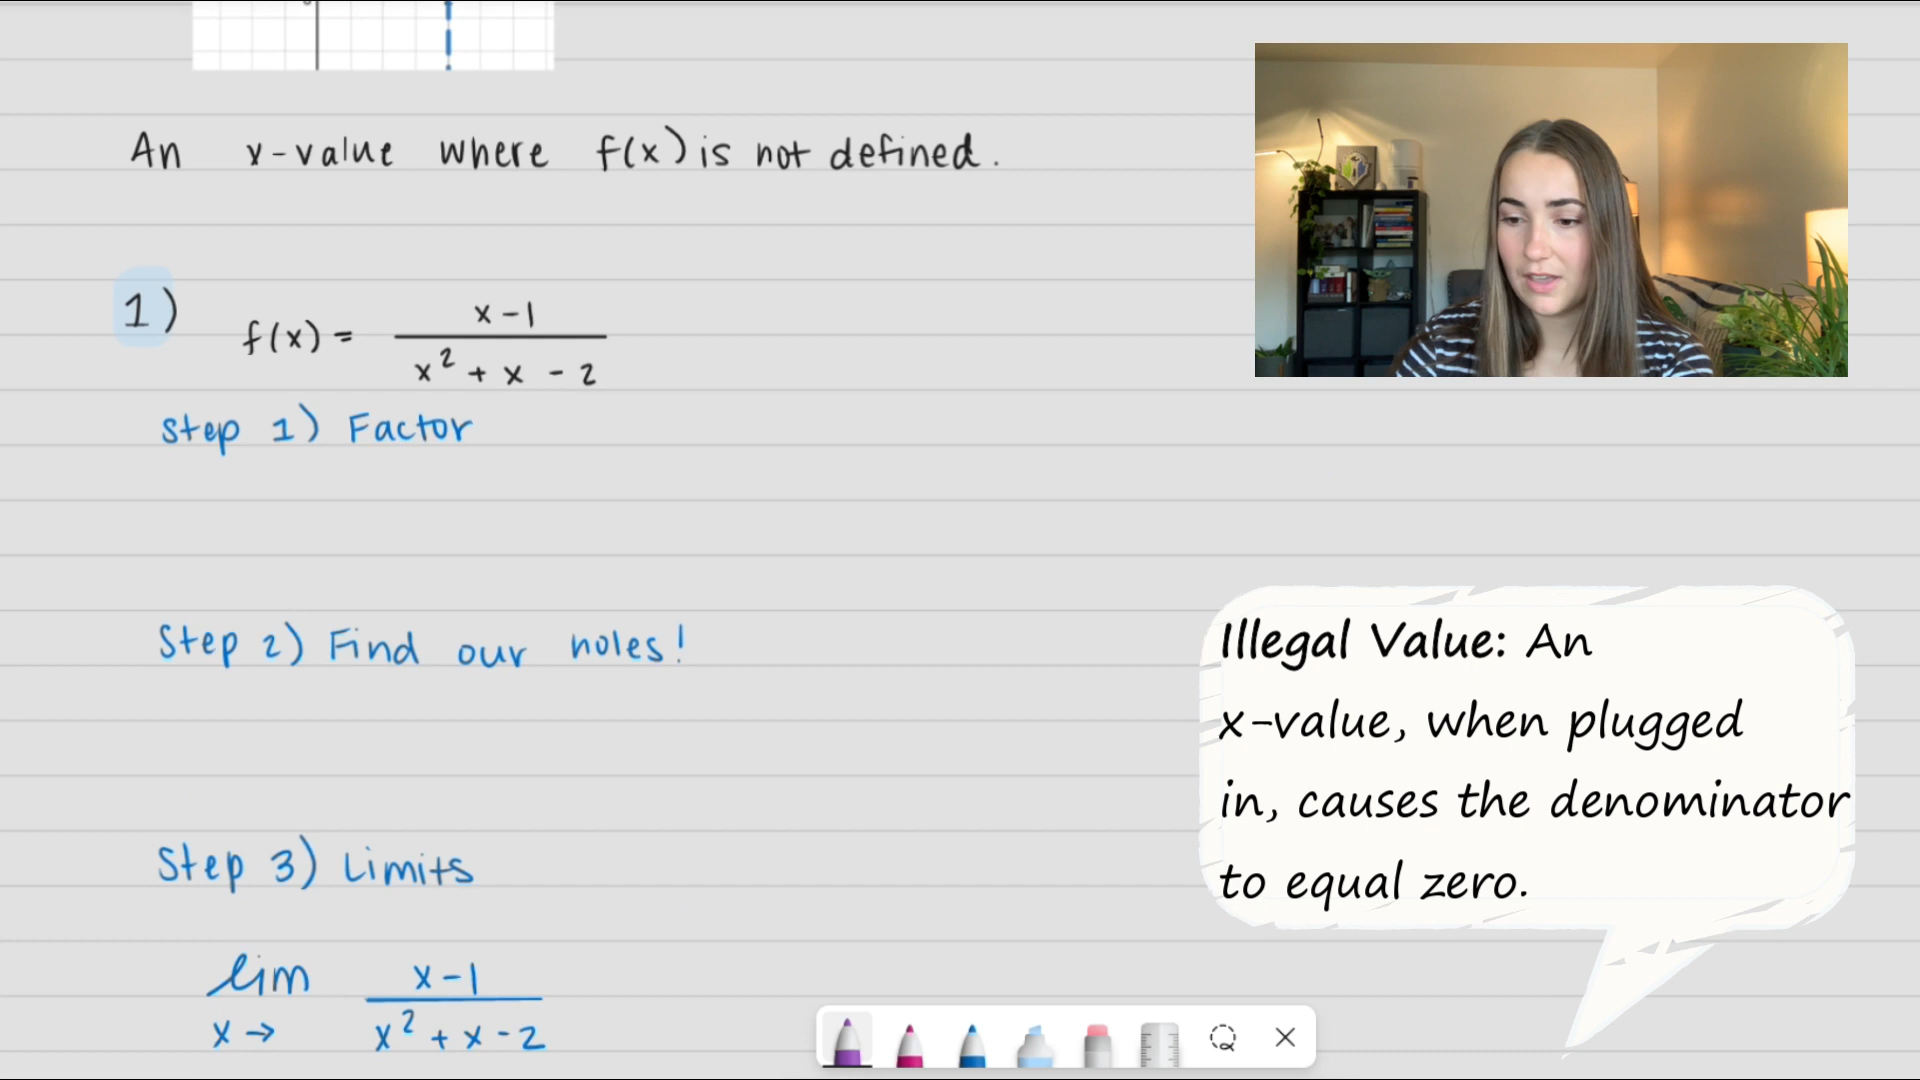 An x-value where f(x) is not defined.
1)
f(x) = x-1 / x² + x - 2
Step 1) Factor
Step 2) Find our holes!
Step 3) Limits
lim x→ x-1 / x² + x - 2
Illegal Value: An
x-value, when plugged
in, causes the denominator
to equal zero.